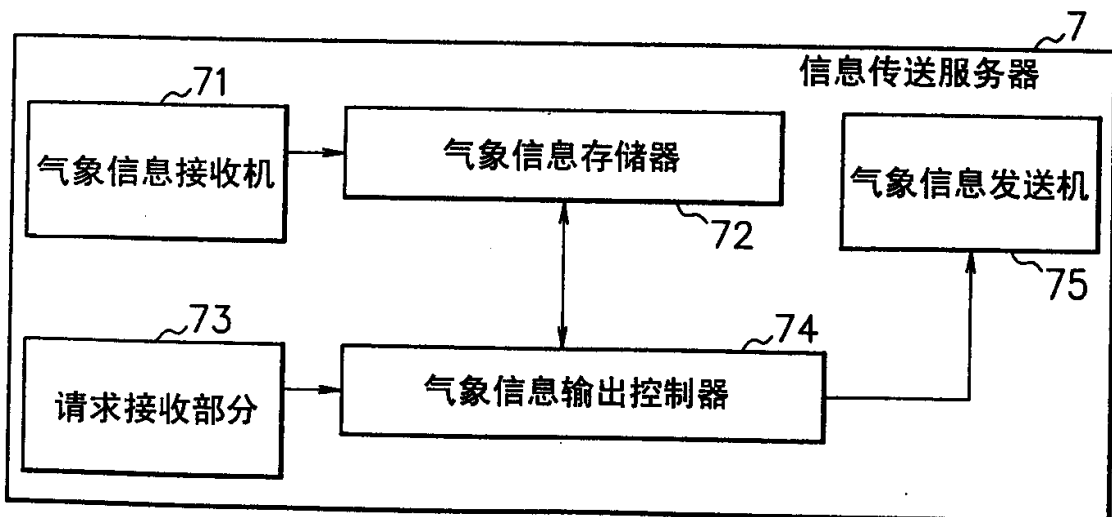 7
信息传送服务器
71
气象信息接收机
气象信息存储器
72
气象信息发送机
75
73
请求接收部分
74
气象信息输出控制器